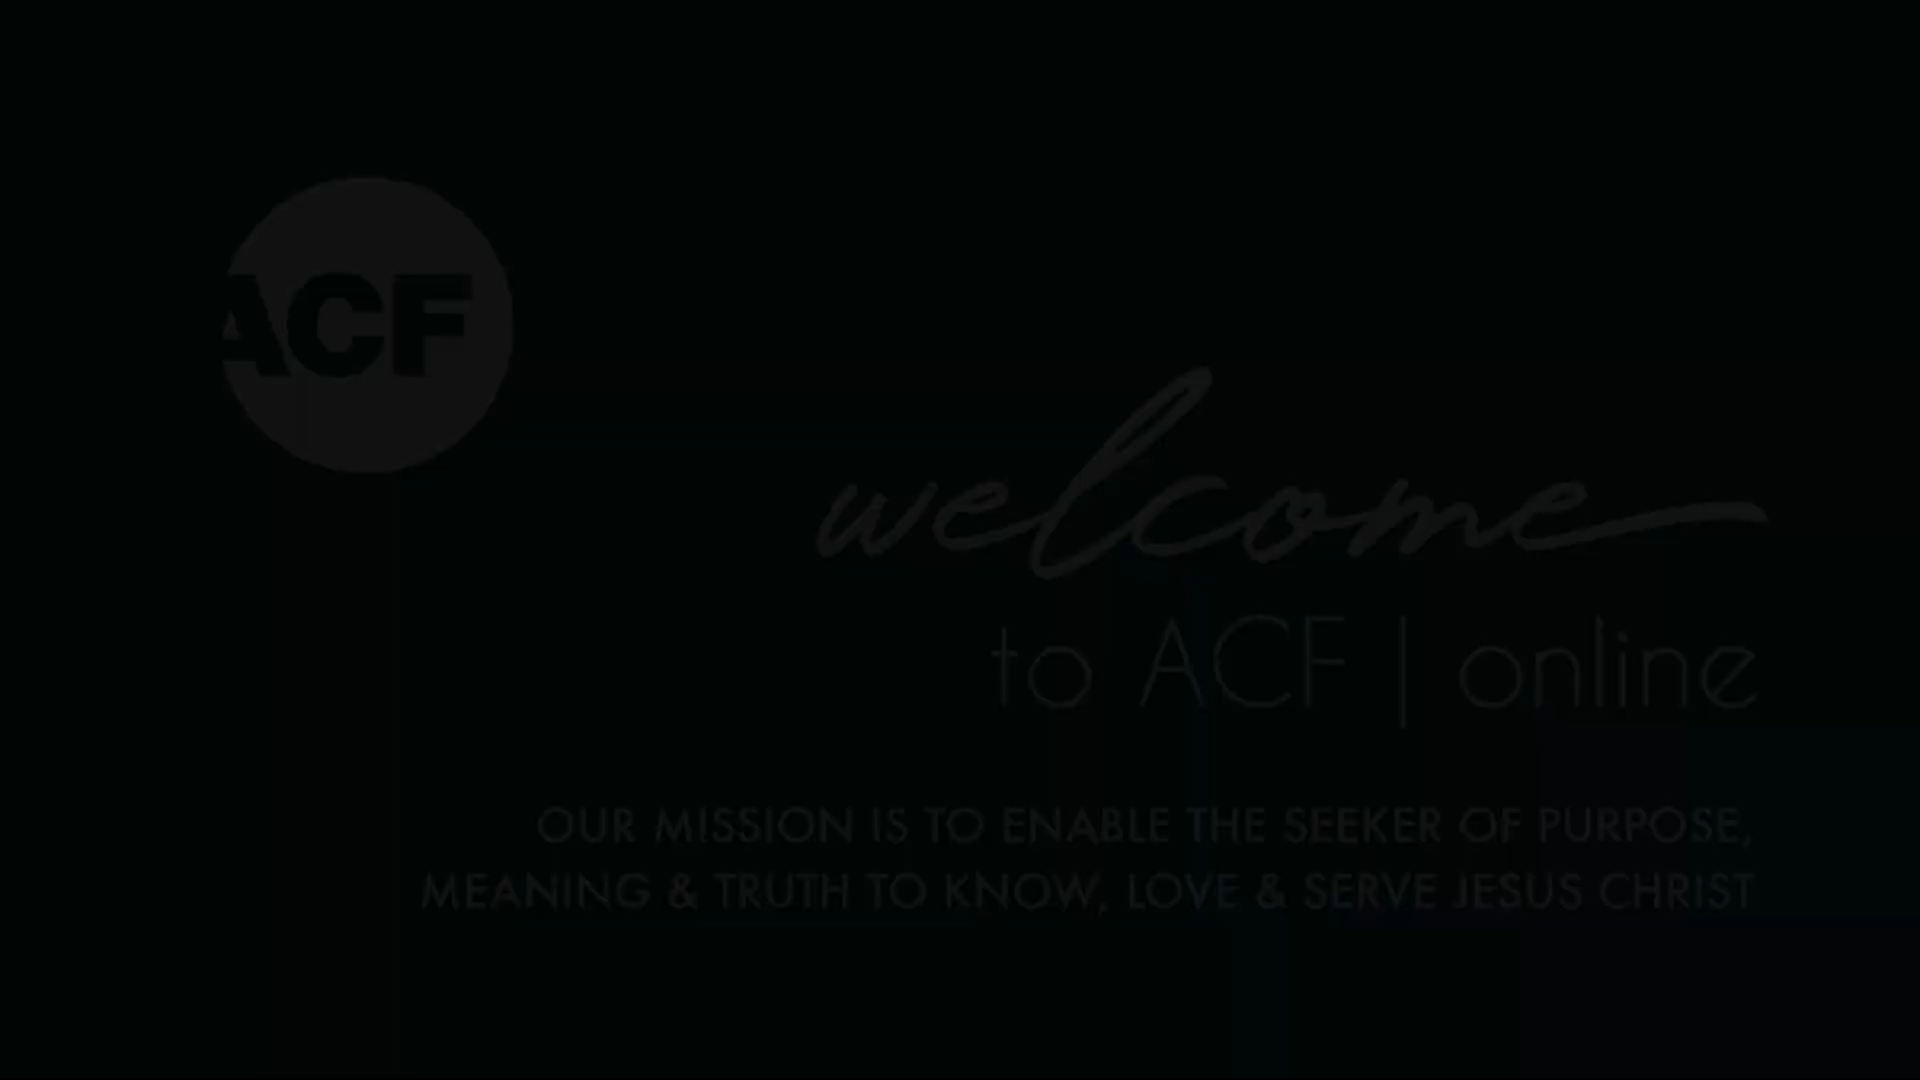 ACF
welcome
to ACF | online
OUR MISSION IS TO ENABLE THE SEEKER OF PURPOSE,
MEANING & TRUTH TO KNOW, LOVE & SERVE JESUS CHRIST